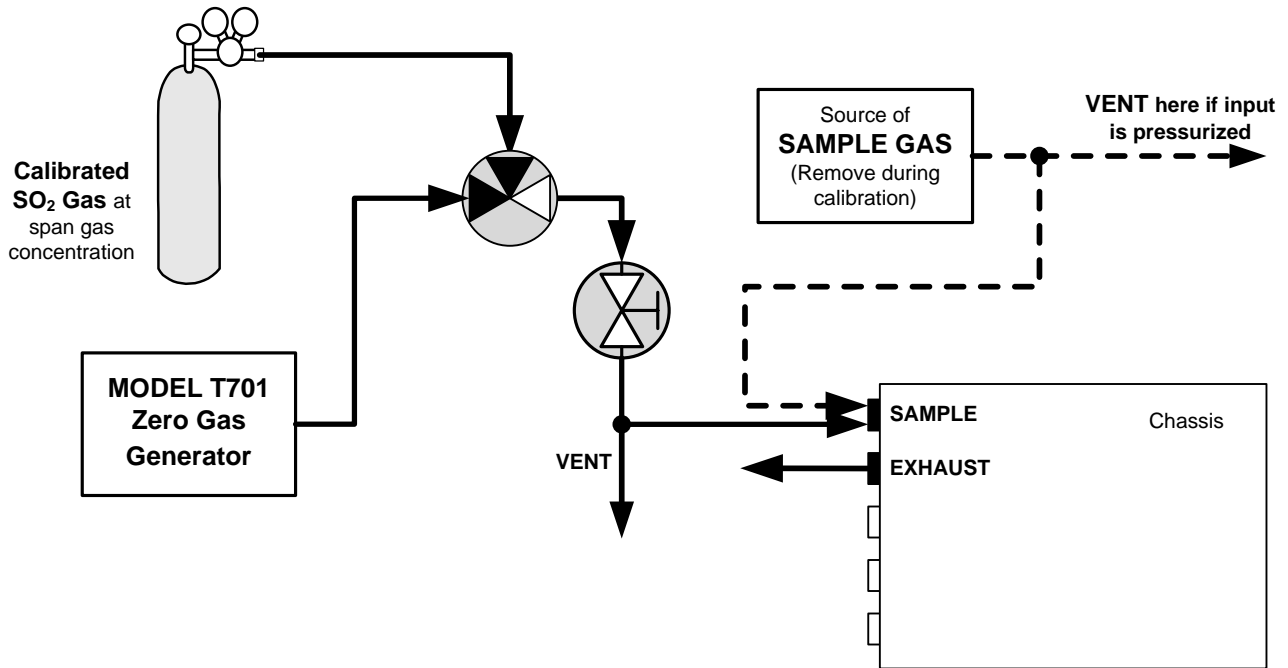 Calibrated
SO₂ Gas at
span gas
concentration
MODEL T701
Zero Gas
Generator
VENT
Source of
SAMPLE GAS
(Remove during
calibration)
VENT here if input
is pressurized
SAMPLE
Chassis
EXHAUST